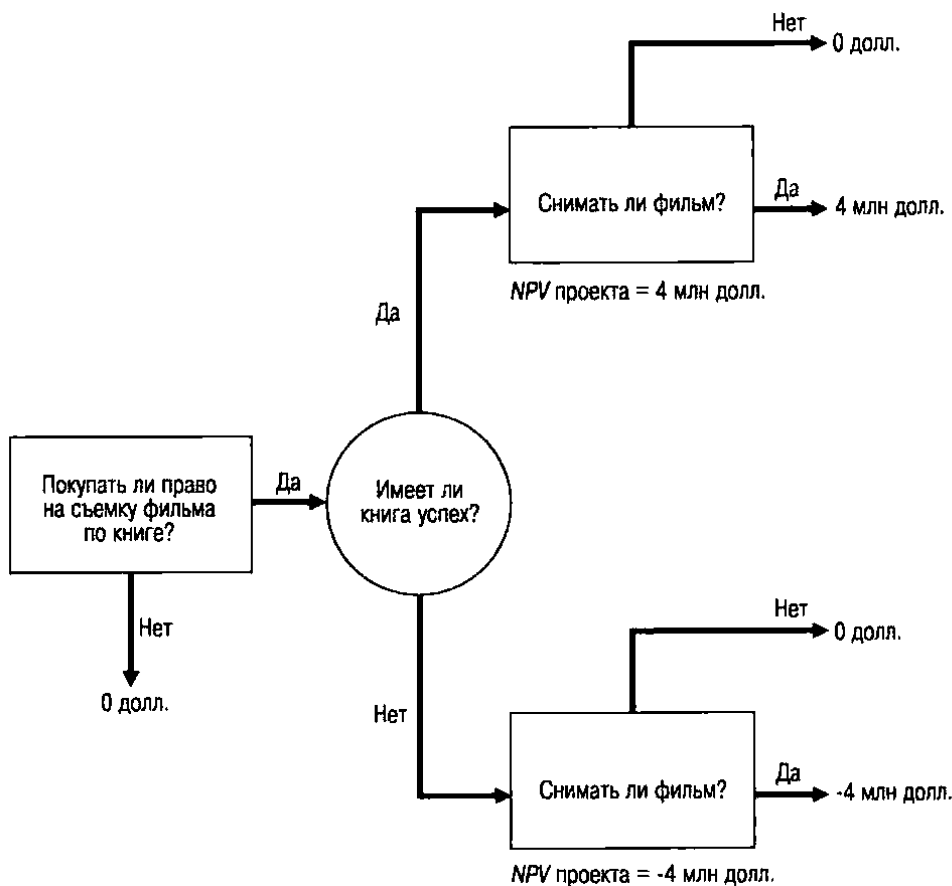 Нет
0 долл.
Снимать ли фильм?
Да
4 млн долл.
NPV проекта = 4 млн долл.
Да
Покупать ли право
на съемку фильма
по книге?
Да
Имеет ли
книга успех?
Нет
0 долл.
Нет
Нет
0 долл.
Снимать ли фильм?
Да
-4 млн долл.
NPV проекта = -4 млн долл.